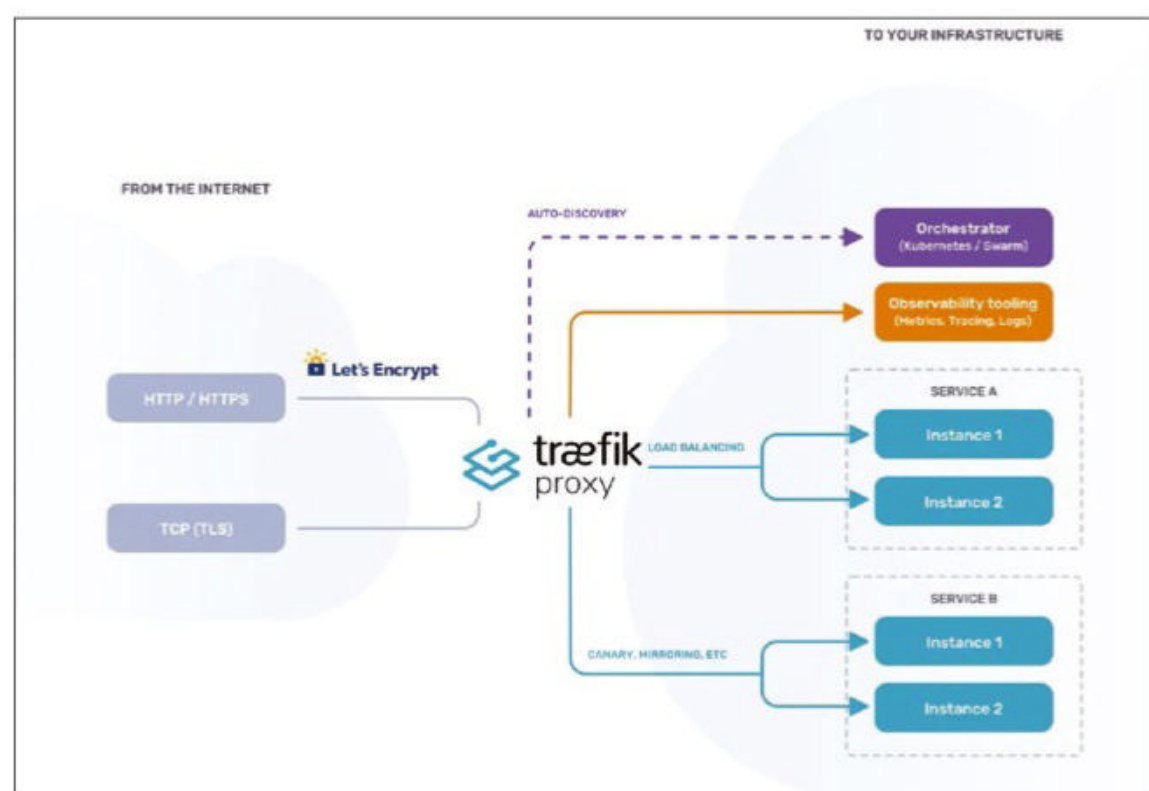 TO YOUR INFRASTRUCTURE
FROM THE INTERNET
AUTO-DISCOVERY
Orchestrator
(Kubernetes / Swarm)
Observability tooling
(Metrics, Tracing, Logs)
Let's Encrypt
HTTP / HTTPS
TCP (TLS)
træfik
proxy
LOAD BALANCING
SERVICE A
Instance 1
Instance 2
CANARY, MIRRORING, ETC
SERVICE B
Instance 1
Instance 2